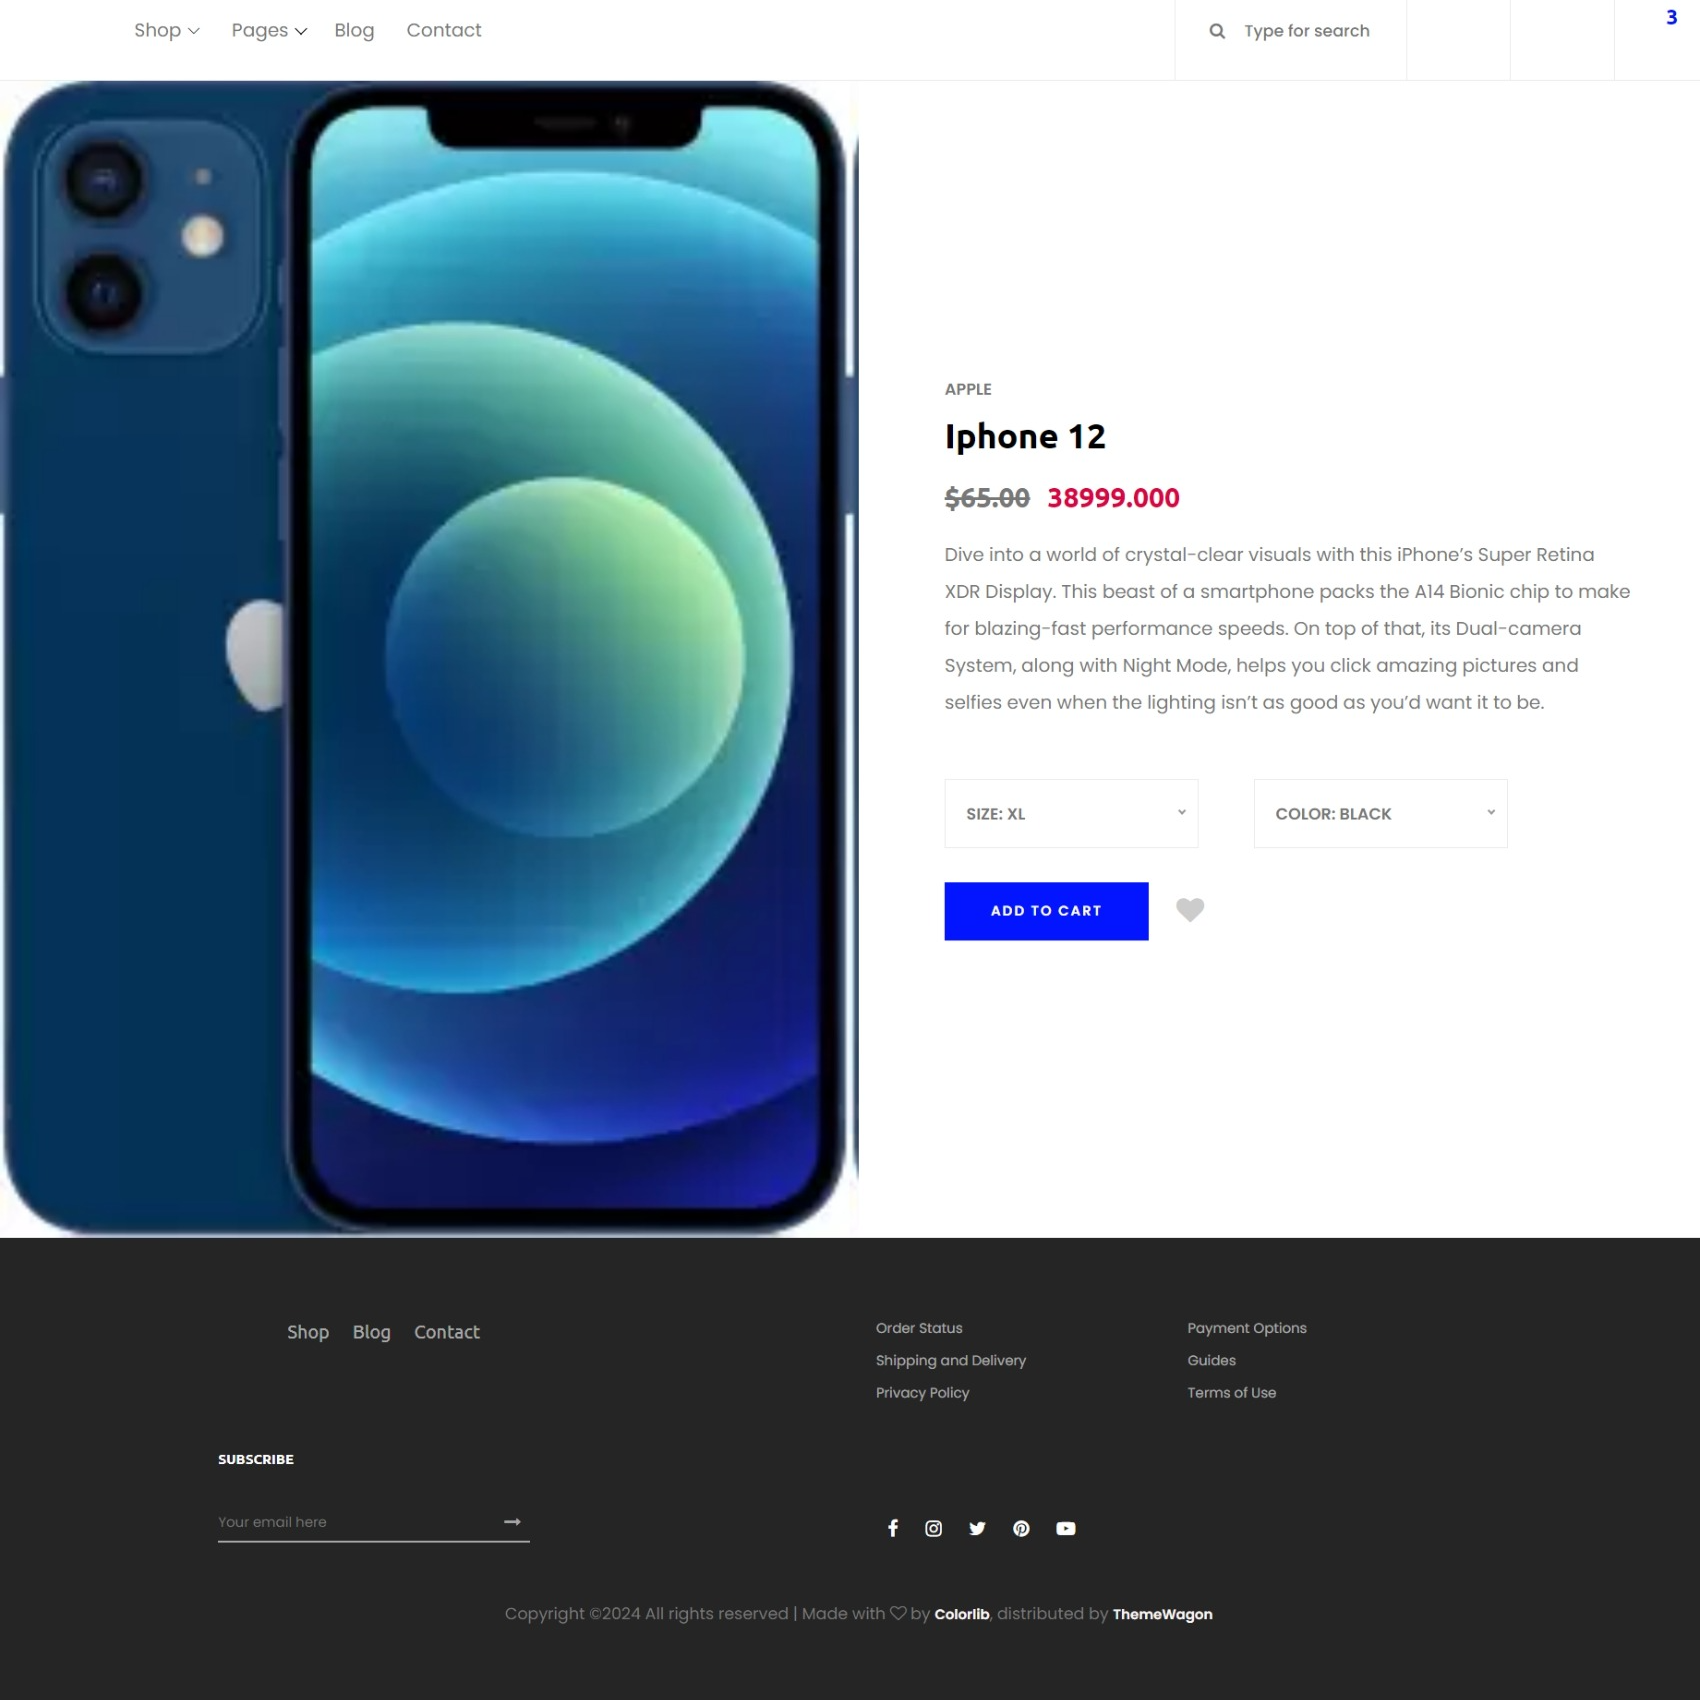 Shop Pages Blog Contact Type for search 3
APPLE
Iphone 12
$65.00 38999.000
Dive into a world of crystal-clear visuals with this iPhone’s Super Retina
XDR Display. This beast of a smartphone packs the A14 Bionic chip to make
for blazing-fast performance speeds. On top of that, its Dual-camera
System, along with Night Mode, helps you click amazing pictures and
selfies even when the lighting isn’t as good as you’d want it to be.
SIZE: XL COLOR: BLACK
ADD TO CART
Shop Blog Contact
Order Status
Shipping and Delivery
Privacy Policy
Payment Options
Guides
Terms of Use
SUBSCRIBE
Your email here
Copyright ©2024 All rights reserved | Made with ♡ by Colorlib, distributed by ThemeWagon